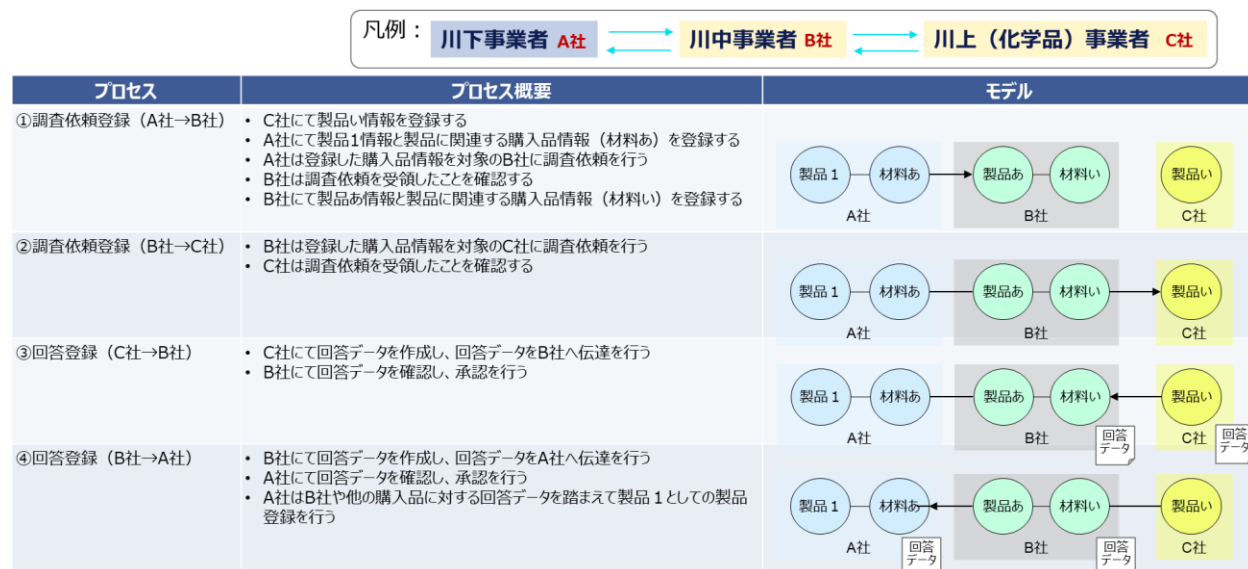 凡例：
川下事業者 A社
川中事業者 B社
川上（化学品）事業者 C社
プロセス
プロセス概要
モデル
①調査依頼登録（A社→B社）
• C社にて製品い情報を登録する
• A社にて製品1情報と製品に関連する購入品情報（材料あ）を登録する
• A社は登録した購入品情報を対象のB社に調査依頼を行う
• B社は調査依頼を受領したことを確認する
• B社にて製品あ情報と製品に関連する購入品情報（材料い）を登録する
製品１
材料あ
製品あ
材料い
製品い
A社
B社
C社
②調査依頼登録（B社→C社）
• B社は登録した購入品情報を対象のC社に調査依頼を行う
• C社は調査依頼を受領したことを確認する
製品１
材料あ
製品あ
材料い
製品い
A社
B社
C社
③回答登録（C社→B社）
• C社にて回答データを作成し、回答データをB社へ伝達を行う
• B社にて回答データを確認し、承認を行う
製品１
材料あ
製品あ
材料い
製品い
A社
B社
回答
データ
C社
回答
データ
④回答登録（B社→A社）
• B社にて回答データを作成し、回答データをA社へ伝達を行う
• A社にて回答データを確認し、承認を行う
• A社はB社や他の購入品に対する回答データを踏まえて製品１としての製品
登録を行う
製品１
材料あ
製品あ
材料い
製品い
A社
回答
データ
B社
回答
データ
C社